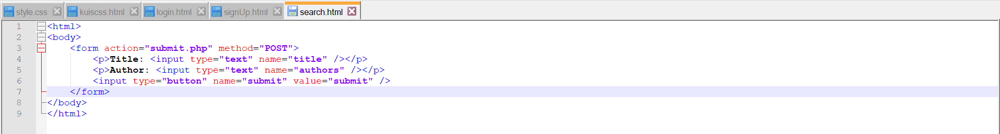 style.css kuiscss.html login.html signUp.html search.html
1 <html>
2 <body>
3 <form action="submit.php" method="POST">
4 <p>Title: <input type="text" name="title" /></p>
5 <p>Author: <input type="text" name="authors" /></p>
6 <input type="button" name="submit" value="submit" />
7 </form>
8 </body>
9 </html>